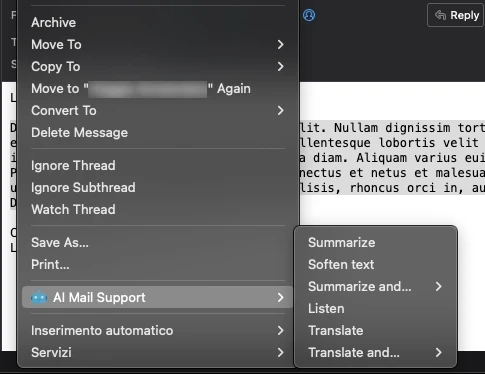 Archive
Move To
Copy To
Move to "" Again
Convert To
Delete Message
Ignore Thread
Ignore Subthread
Watch Thread
Save As...
Print...
AI Mail Support
Inserimento automatico
Servizi
Summarize
Soften text
Summarize and...
Listen
Translate
Translate and...
Reply
lit. Nullam dignissim tort
llentesque lobortis velit
a diam. Aliquam varius eui
nectus et netus et malesua
lisis, rhoncus orci in, au